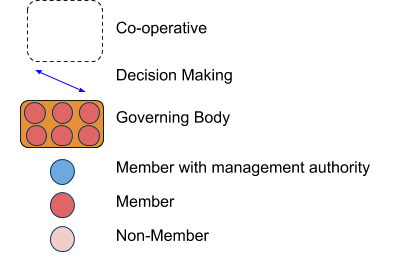 Co-operative
Decision Making
Governing Body
Member with management authority
Member
Non-Member